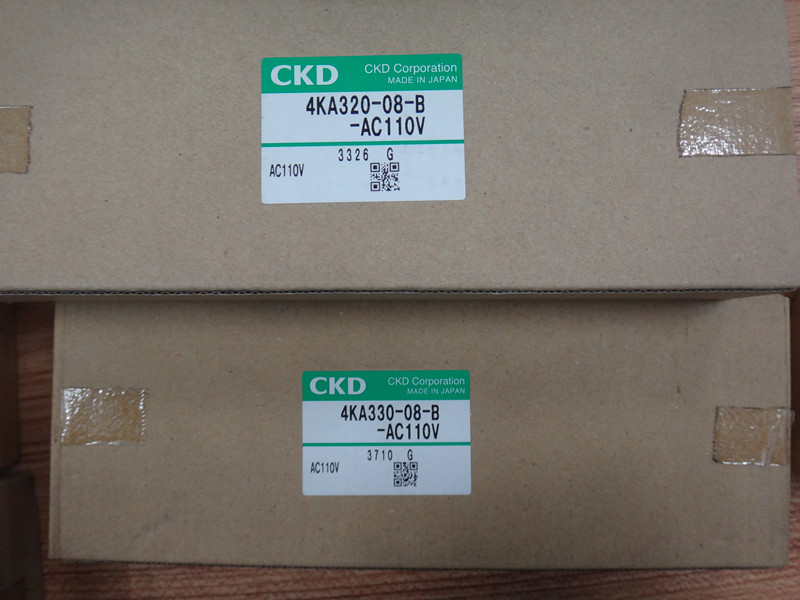 CKD CKD Corporation
MADE IN JAPAN
4KA320-08-B
-AC110V
3326 G
AC110V
CKD CKD Corporation
MADE IN JAPAN
4KA330-08-B
-AC110V
3710 G
AC110V